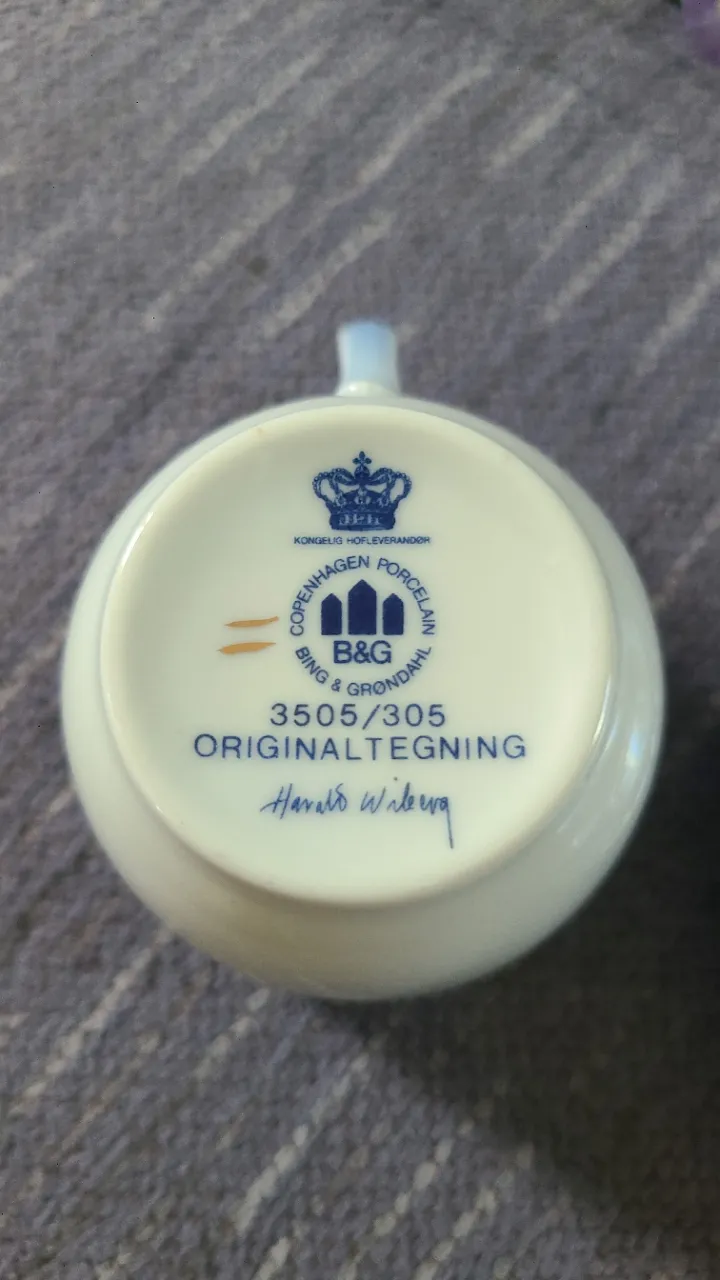 KONGELIG HOFLEVERANDØR
COPENHAGEN PORCELAIN
B&G
BING & GRØNDAHL
3505/305
ORIGINALTEGNING
Harald Wiberg